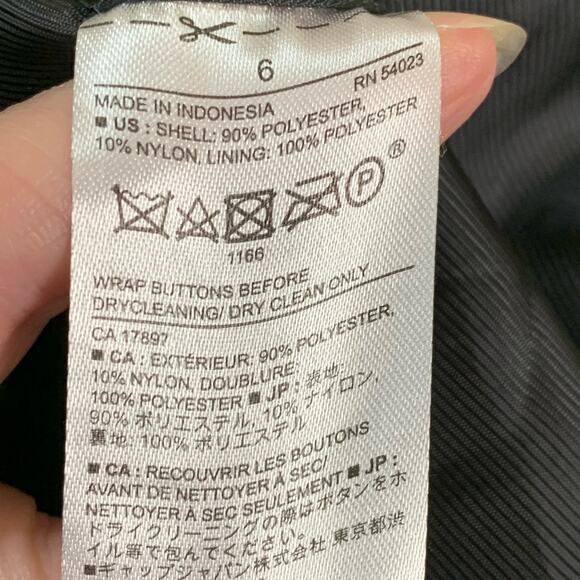 6
RN 54023
MADE IN INDONESIA
■ US : SHELL: 90% POLYESTER,
10% NYLON, LINING: 100% POLYESTER
P ®
1166
WRAP BUTTONS BEFORE
DRYCLEANING/ DRY CLEAN ONLY
CA 17897
■ CA : EXTÉRIEUR: 90% POLYESTER,
10% NYLON, DOUBLURE:
100% POLYESTER ■ JP : 表地:
90% ポリエステル, 10% ナイロン,
裏地: 100% ポリエステル
■ CA : RECOUVRIR LES BOUTONS
AVANT DE NETTOYER À SEC/
NETTOYER À SEC SEULEMENT ■ JP :
ドライクリーニングの際はボタンをホ
イル等で包んでください。
■ ギャップジャパン株式会社 東京都渋